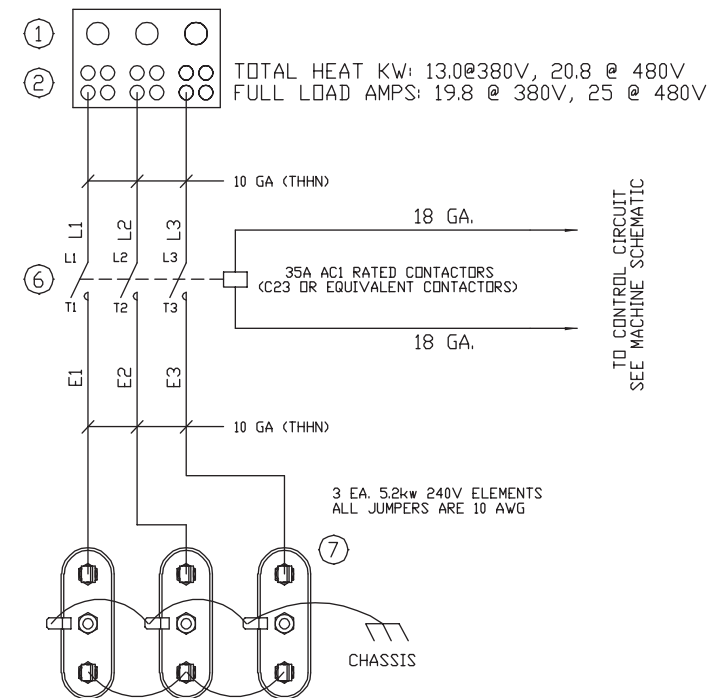 1
2
TOTAL HEAT KW: 13.0@380V, 20.8 @ 480V
FULL LOAD AMPS: 19.8 @ 380V, 25 @ 480V
10 GA (THHN)
L1
L2
L3
18 GA.
L1
L2
L3
6
35A AC1 RATED CONTACTORS
(C23 OR EQUIVALENT CONTACTORS)
T1
T2
T3
18 GA.
TO CONTROL CIRCUIT
SEE MACHINE SCHEMATIC
E1
E2
E3
10 GA (THHN)
3 EA. 5.2kw 240V ELEMENTS
ALL JUMPERS ARE 10 AWG
7
CHASSIS